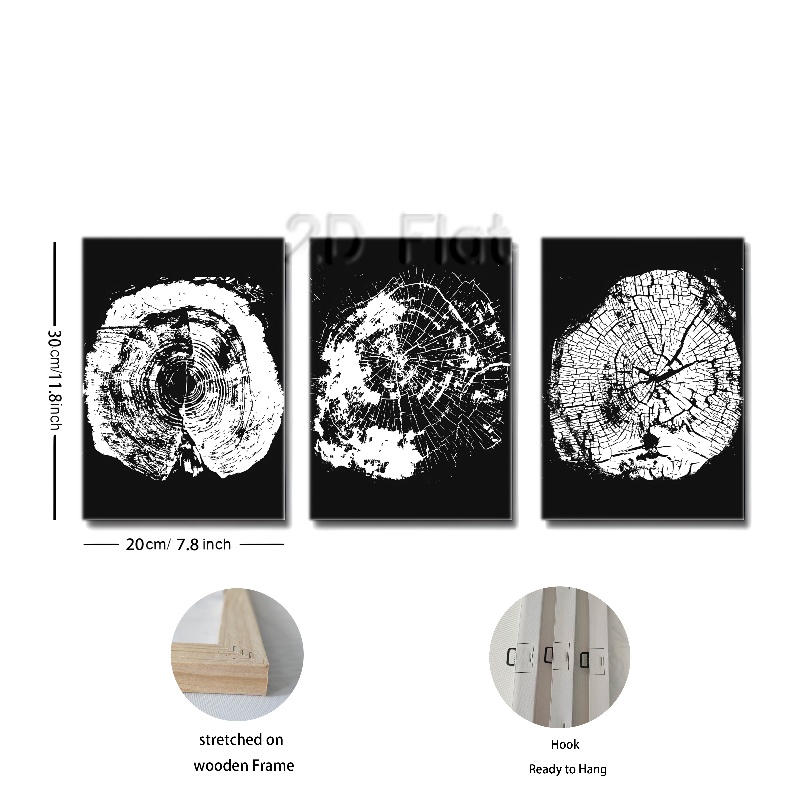 2D Flat
30cm/11.8inch
20cm/ 7.8 inch
stretched on
wooden Frame
Hook
Ready to Hang